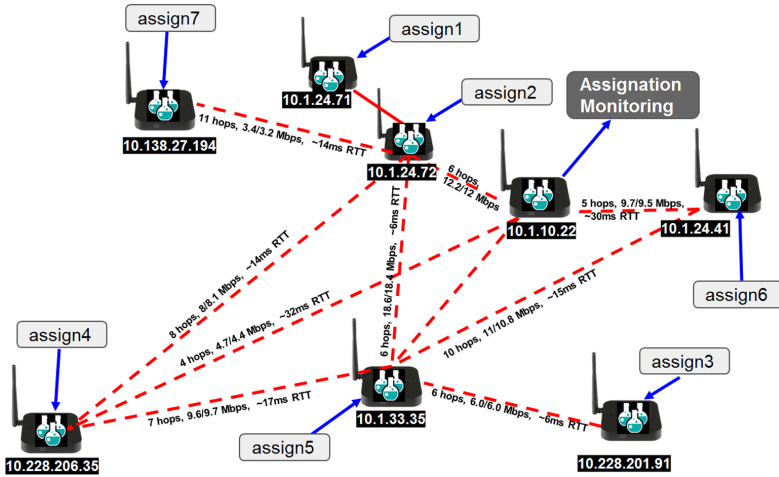 assign7
assign1
10.1.24.71
assign2
Assignation
Monitoring
11 hops, 3.4/3.2 Mbps, ~14ms RTT
10.138.27.194
10.1.24.72
6 hops,
12.2/12 Mbps
10.1.10.22
5 hops, 9.7/9.5 Mbps,
~30ms RTT
10.1.24.41
assign6
8 hops, 8/8.1 Mbps, ~14ms RTT
4 hops, 4.7/4.4 Mbps, ~32ms RTT
6 hops, 18.6/18.4 Mbps, ~6ms RTT
10 hops, 11/10.8 Mbps, ~15ms RTT
assign4
assign3
7 hops, 9.6/9.7 Mbps, ~17ms RTT
6 hops, 6.0/6.0 Mbps, ~6ms RTT
10.1.33.35
assign5
10.228.206.35
10.228.201.91